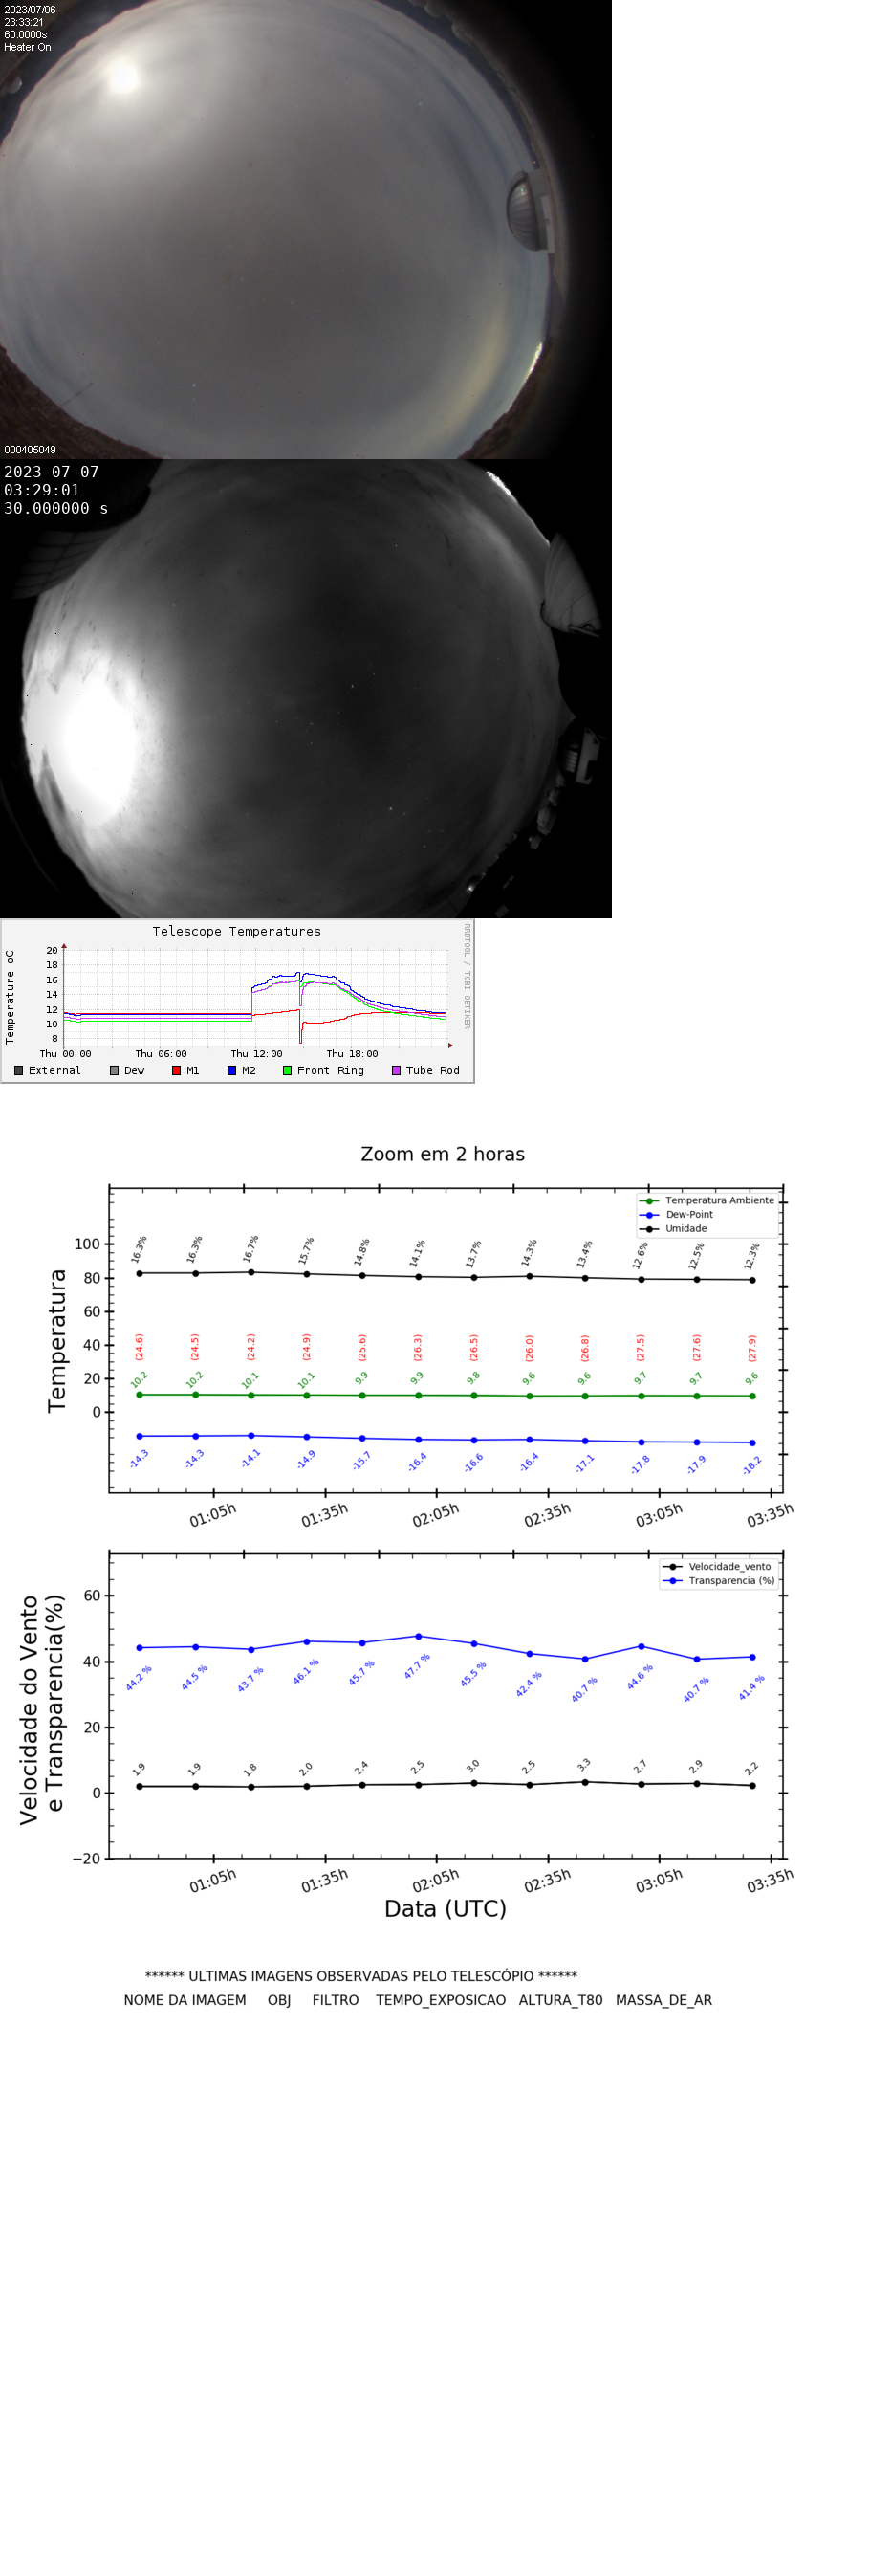 2023/07/06
23:33:21
60.0000s
Heater On
000405049
2023-07-07
03:29:01
30.000000 s
Telescope Temperatures
RRDTOOL / TOBI OETIKER
Temperature oC
20
18
16
14
12
10
8
Thu 00:00 Thu 06:00 Thu 12:00 Thu 18:00
External Dew M1 M2 Front Ring Tube Rod
Zoom em 2 horas
Temperatura Ambiente
Dew-Point
Umidade
Temperatura
100
80
60
40
20
0
16.3% 16.3% 16.7% 15.7% 14.8% 14.1% 13.7% 14.3% 13.4% 12.6% 12.5% 12.3%
(24.6) (24.5) (24.2) (24.9) (25.6) (26.3) (26.5) (26.0) (26.8) (27.5) (27.6) (27.9)
10.2 10.2 10.1 10.1 9.9 9.9 9.8 9.6 9.6 9.7 9.7 9.6
-14.3 -14.3 -14.1 -14.9 -15.7 -16.4 -16.6 -16.4 -17.1 -17.8 -17.9 -18.2
01:05h 01:35h 02:05h 02:35h 03:05h 03:35h
Velocidade_vento
Transparencia (%)
Velocidade do Vento
e Transparencia(%)
60
40
20
0
−20
44.2 % 44.5 % 43.7 % 46.1 % 45.7 % 47.7 % 45.5 % 42.4 % 40.7 % 44.6 % 40.7 % 41.4 %
1.9 1.9 1.8 2.0 2.4 2.5 3.0 2.5 3.3 2.7 2.9 2.2
01:05h 01:35h 02:05h 02:35h 03:05h 03:35h
Data (UTC)
****** ULTIMAS IMAGENS OBSERVADAS PELO TELESCÓPIO ******
NOME DA IMAGEM OBJ FILTRO TEMPO_EXPOSICAO ALTURA_T80 MASSA_DE_AR